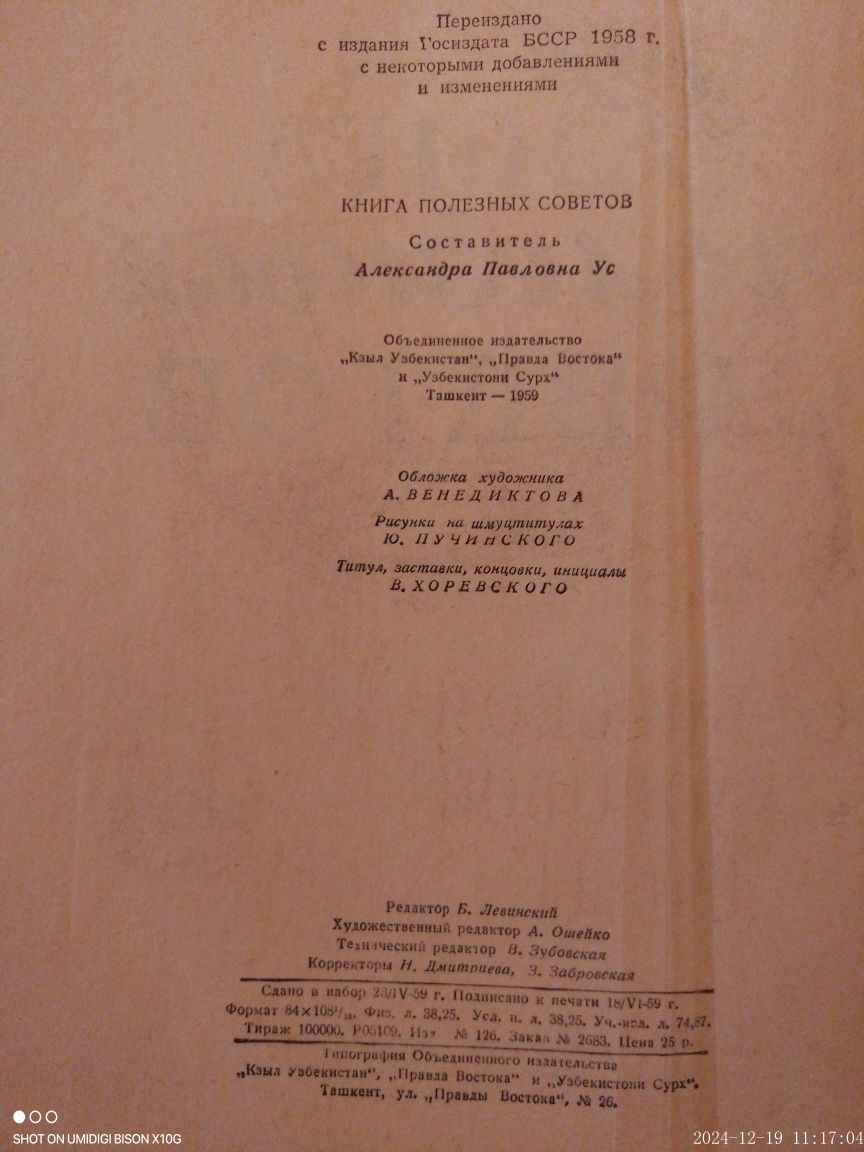 Переиздано
с издания Госиздата БССР 1958 г.
с некоторыми добавлениями
и изменениями
КНИГА ПОЛЕЗНЫХ СОВЕТОВ
Составитель
Александра Павловна Ус
Объединенное издательство
„Кзыл Узбекистан“, „Правда Востока“
и „Узбекистони Сурх“
Ташкент — 1959
Обложка художника
А. ВЕНЕДИКТОВА
Рисунки на шмуцтитулах
Ю. ПУЧИНСКОГО
Титул, заставки, концовки, инициалы
В. ХОРЕВСКОГО
Редактор Б. Левинский
Художественный редактор А. Ошейко
Технический редактор В. Зубовская
Корректоры Н. Дмитриева, З. Забровская
Сдано в набор 23/IV-59 г. Подписано к печати 18/VI-59 г.
Формат 84×108¹/₁₆. Физ. л. 38,25. Усл. п. л. 38,25. Уч.-изд. л. 74,87.
Тираж 100000. Р05109. Изд. № 126. Заказ № 2683. Цена 25 р.
Типография Объединенного издательства
„Кзыл Узбекистан“, „Правда Востока“ и „Узбекистони Сурх“.
Ташкент, ул. „Правды Востока“, № 26.
SHOT ON UMIDIGI BISON X10G
2024-12-19 11:17:04